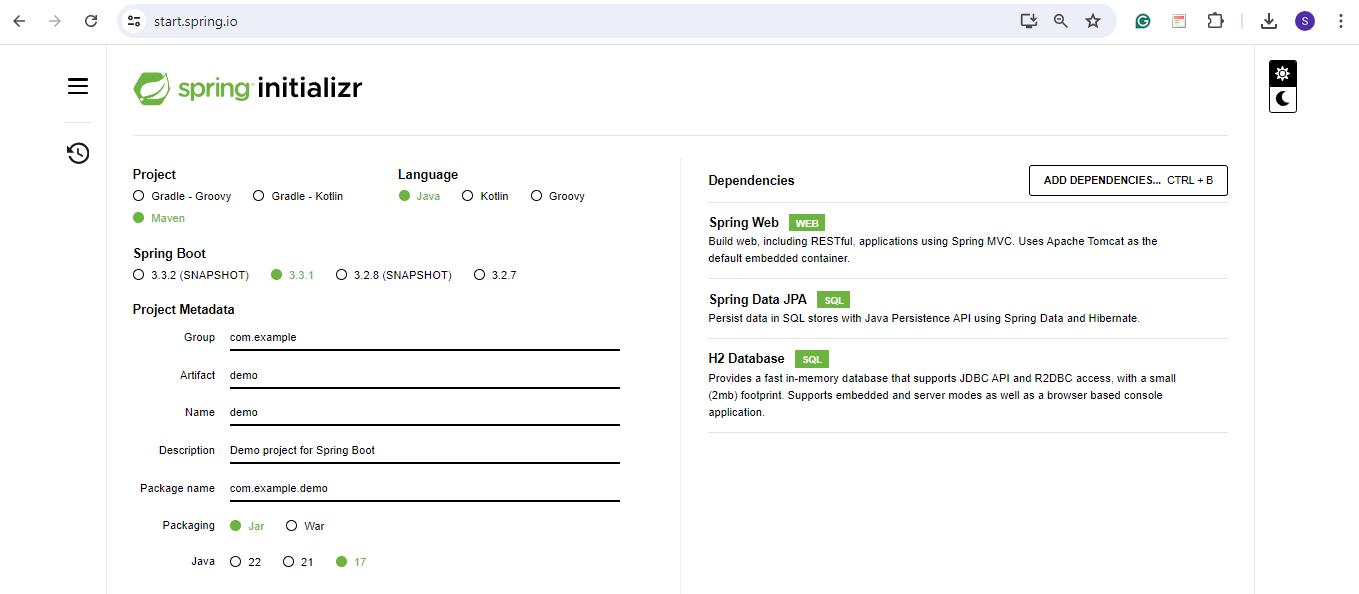 start.spring.io
S
spring initializr
Project
Gradle - Groovy Gradle - Kotlin
Maven
Language
Java Kotlin Groovy
Spring Boot
3.3.2 (SNAPSHOT) 3.3.1 3.2.8 (SNAPSHOT) 3.2.7
Project Metadata
Group com.example
Artifact demo
Name demo
Description Demo project for Spring Boot
Package name com.example.demo
Packaging Jar War
Java 22 21 17
Dependencies
ADD DEPENDENCIES... CTRL + B
Spring Web WEB
Build web, including RESTful, applications using Spring MVC. Uses Apache Tomcat as the
default embedded container.
Spring Data JPA SQL
Persist data in SQL stores with Java Persistence API using Spring Data and Hibernate.
H2 Database SQL
Provides a fast in-memory database that supports JDBC API and R2DBC access, with a small
(2mb) footprint. Supports embedded and server modes as well as a browser based console
application.